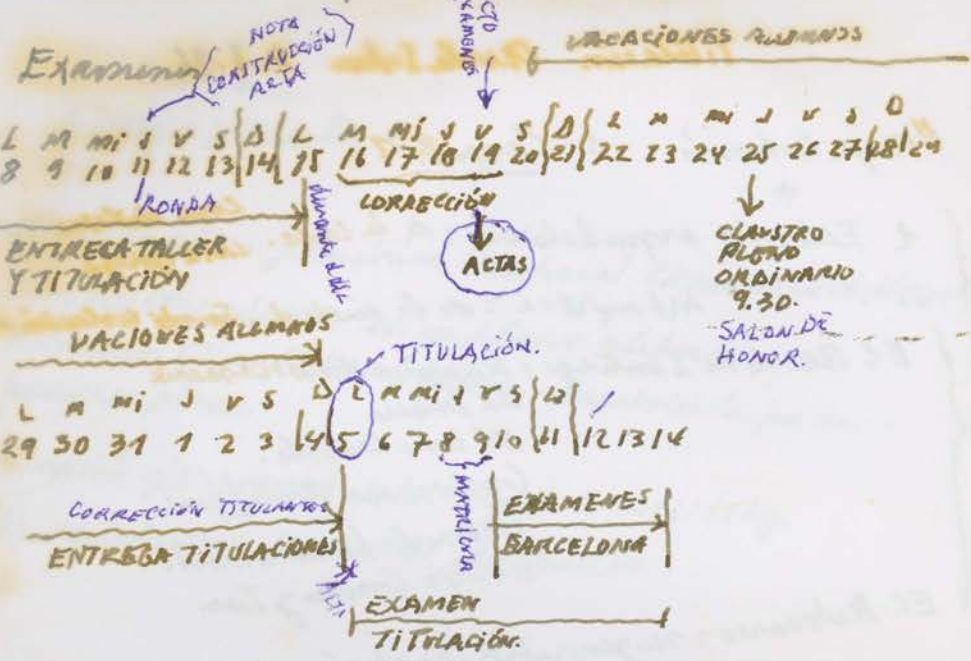 NOTA
CONSTRUCCIÓN
ACTA
VACACIONES ALUMNOS
Examenes
L M mi J V S D L M Mi J V S D L M Mi J V S D
8 9 10 11 12 13 14 15 16 17 18 19 20 21 22 23 24 25 26 27 28 29
RONDA
CORRECCIÓN
ENTREGA TALLER
Y TITULACIÓN
ACTAS
CLAUSTRO
PLENO
ORDINARIO
9.30.
SALON DE
HONOR.
VACIONES ALUMNOS
TITULACIÓN.
L M Mi J V S D L M Mi J V S D
29 30 31 1 2 3 4 5 6 7 8 9 10 11 12 13 14
MATRÍCULA
CORRECCIÓN TITULANTES
ENTREGA TITULACIONES
EXAMENES
BARCELONA
EXAMEN
TITULACIÓN.